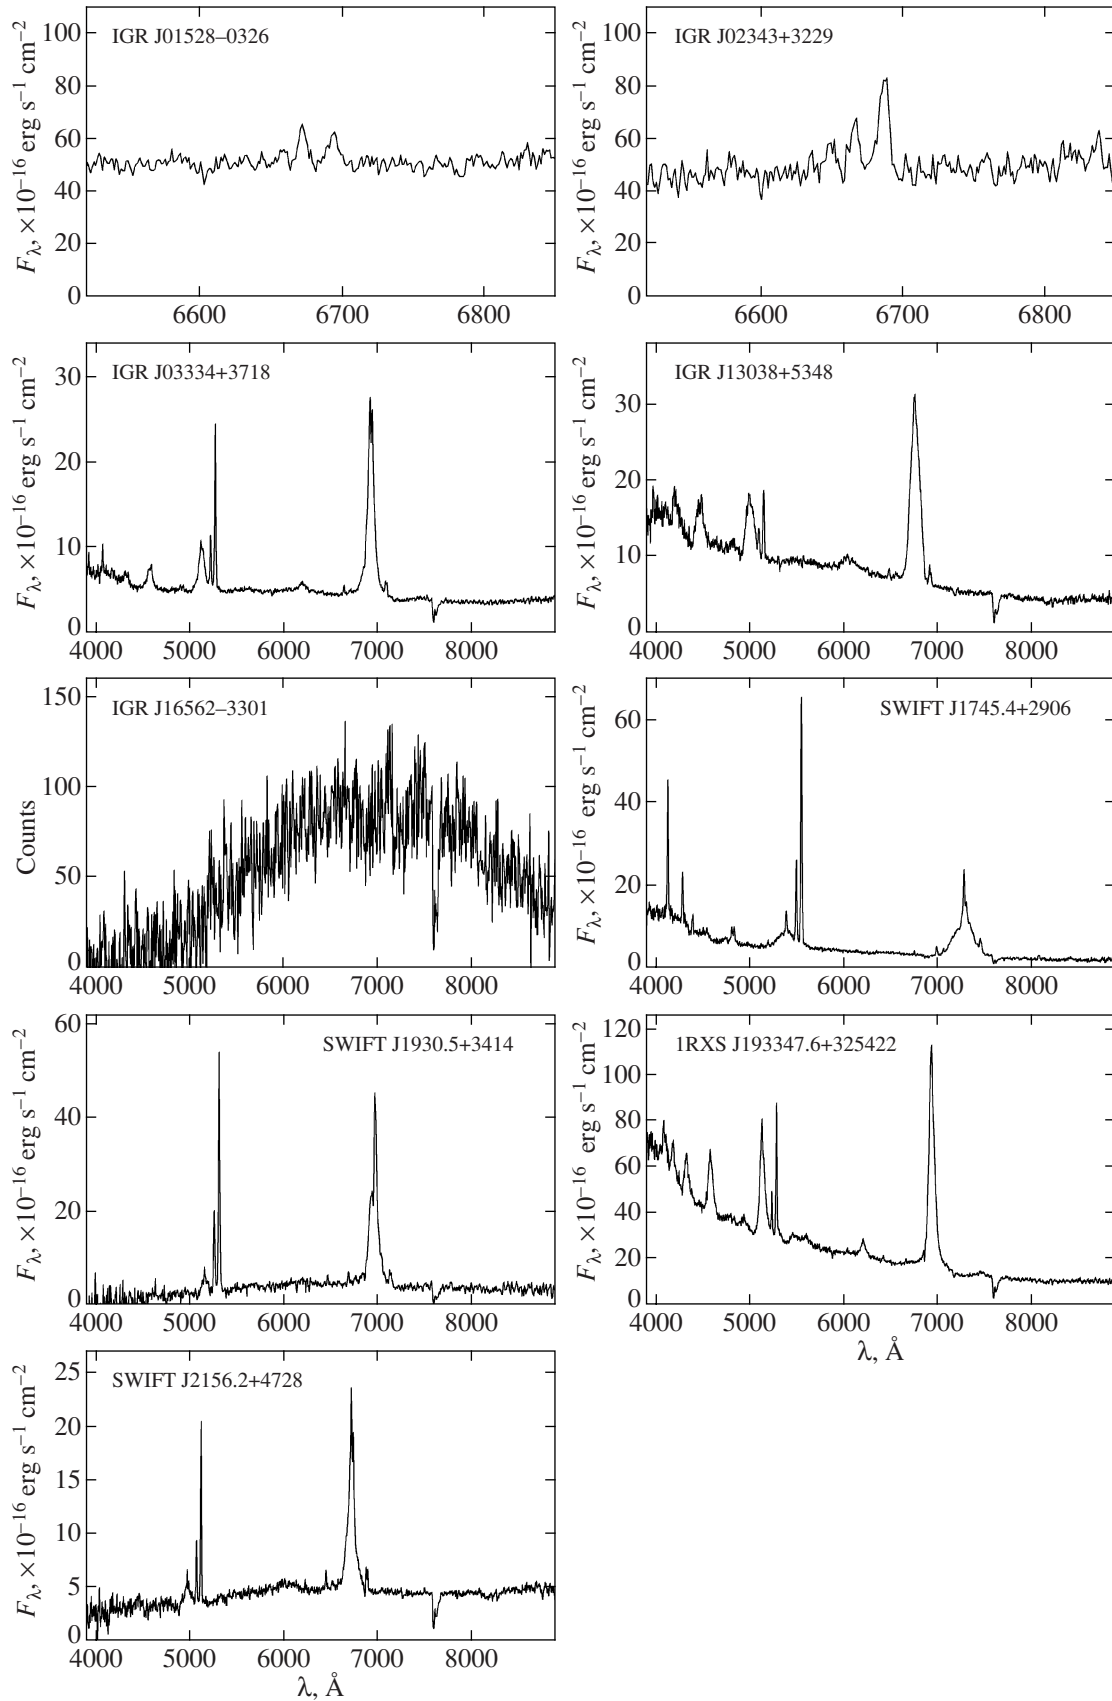 IGR J01528–0326
F_λ, ×10^−16 erg s^−1 cm^−2
100
80
60
40
20
0
6600 6700 6800
IGR J02343+3229
F_λ, ×10^−16 erg s^−1 cm^−2
100
80
60
40
20
0
6600 6700 6800
IGR J03334+3718
F_λ, ×10^−16 erg s^−1 cm^−2
30
20
10
0
4000 5000 6000 7000 8000
IGR J13038+5348
F_λ, ×10^−16 erg s^−1 cm^−2
30
20
10
0
4000 5000 6000 7000 8000
IGR J16562–3301
Counts
150
100
50
0
4000 5000 6000 7000 8000
SWIFT J1745.4+2906
F_λ, ×10^−16 erg s^−1 cm^−2
60
40
20
0
4000 5000 6000 7000 8000
SWIFT J1930.5+3414
F_λ, ×10^−16 erg s^−1 cm^−2
60
40
20
0
4000 5000 6000 7000 8000
1RXS J193347.6+325422
F_λ, ×10^−16 erg s^−1 cm^−2
120
100
80
60
40
20
0
4000 5000 6000 7000 8000
λ, Å
SWIFT J2156.2+4728
F_λ, ×10^−16 erg s^−1 cm^−2
25
20
15
10
5
0
4000 5000 6000 7000 8000
λ, Å